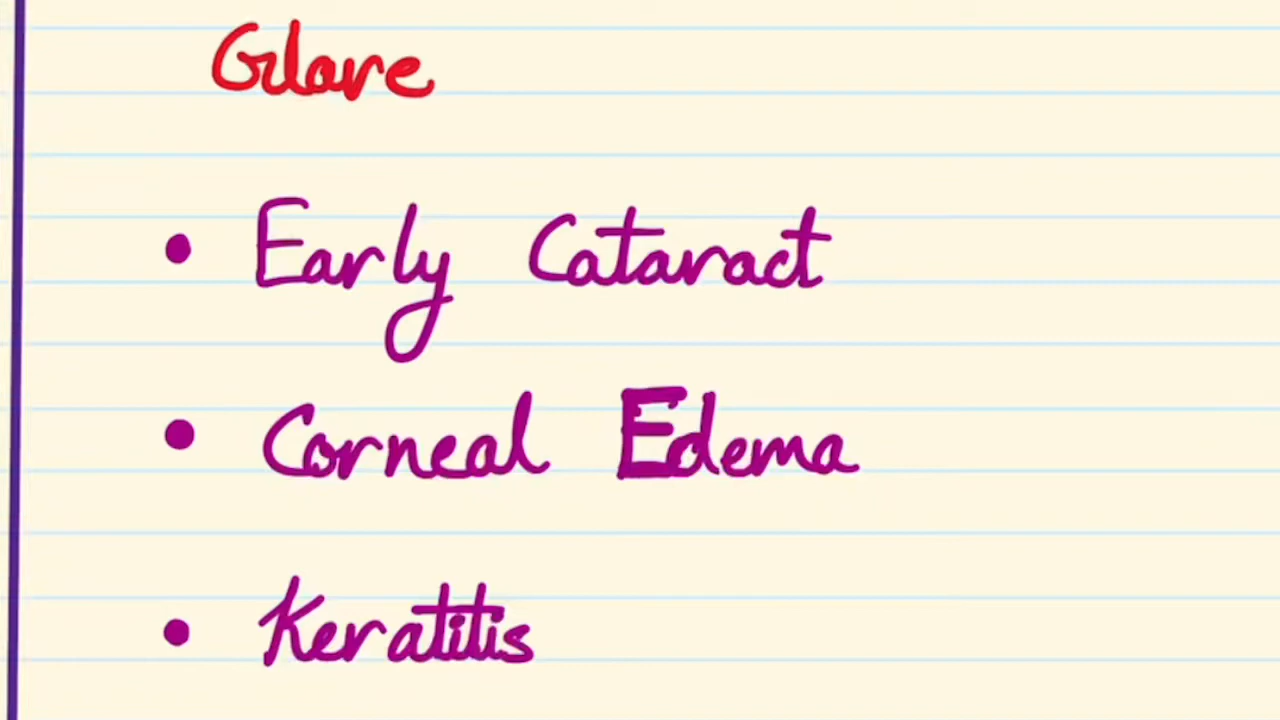 Glare
• Early Cataract
• Corneal Edema
• Keratitis